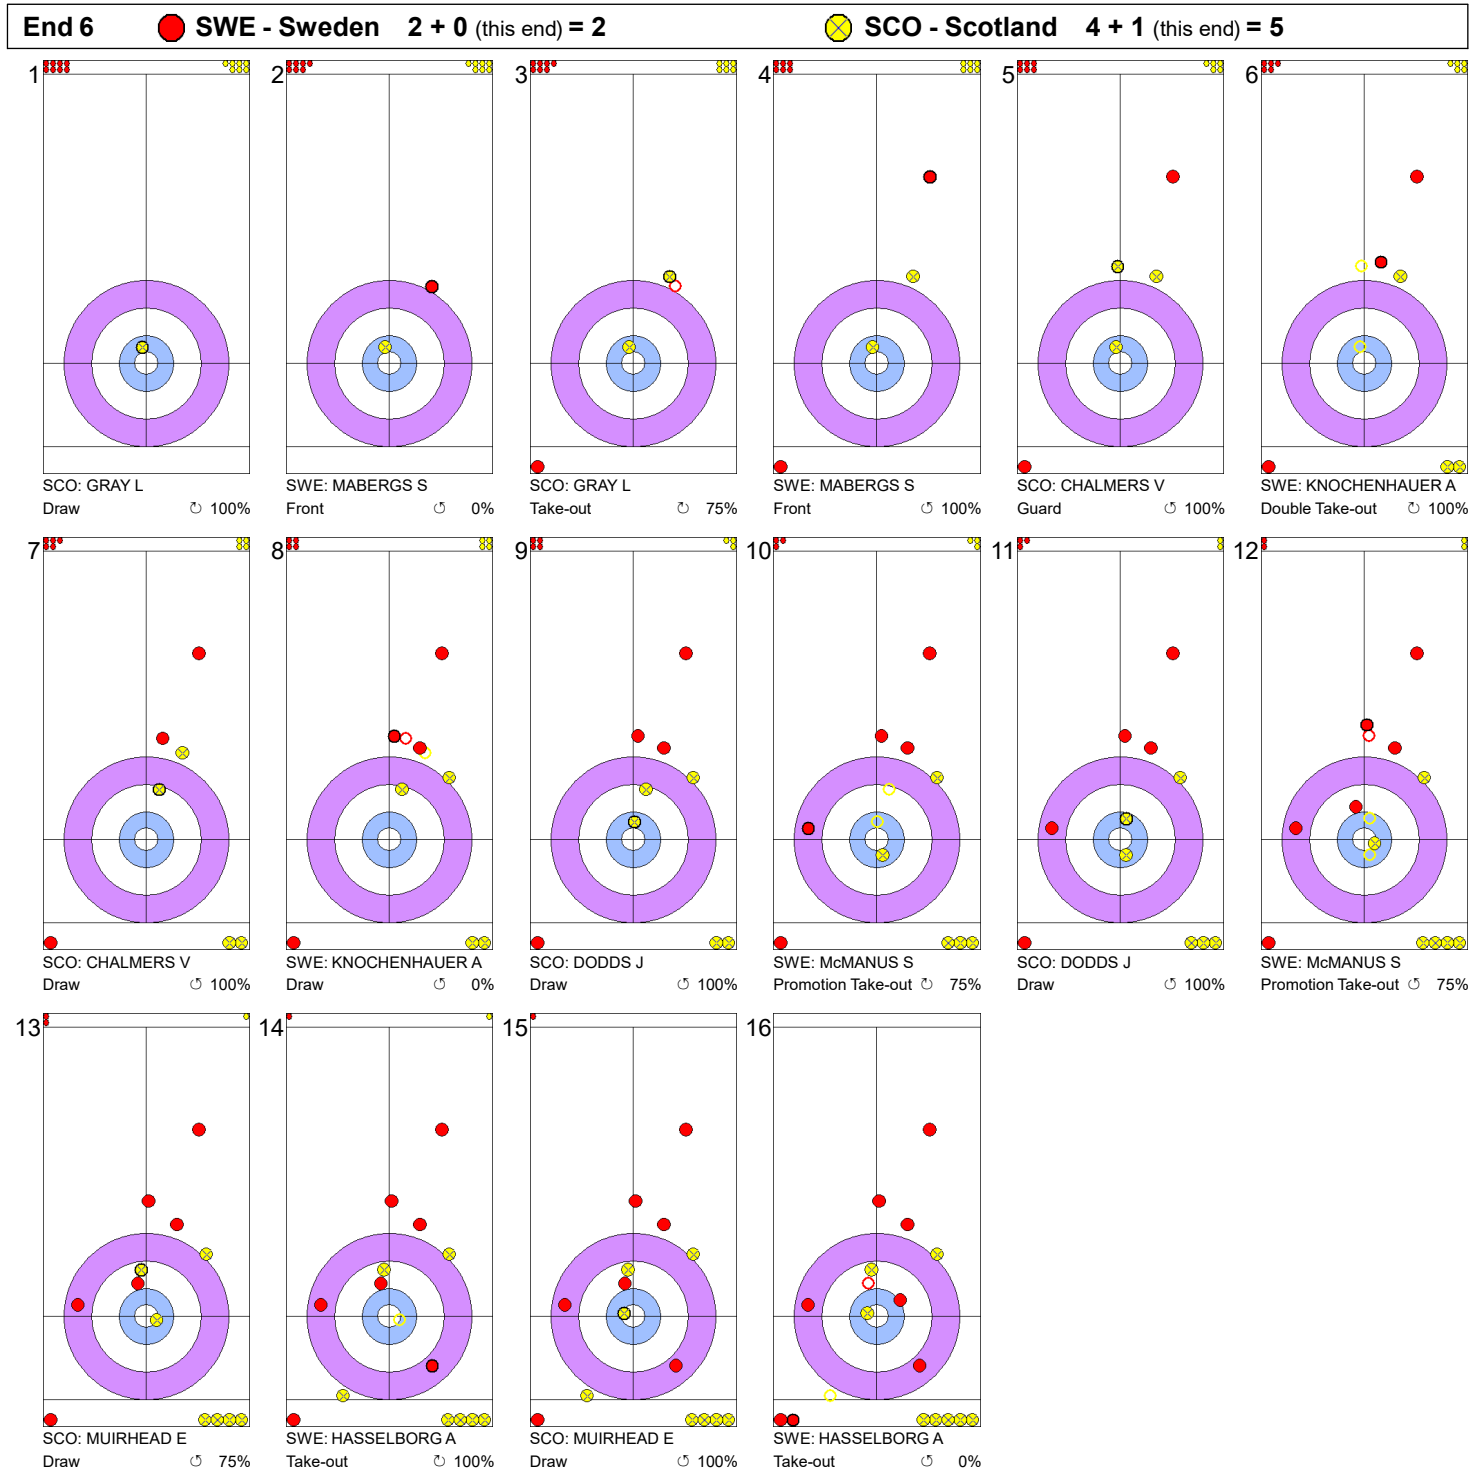 End 6 SWE - Sweden 2 + 0 (this end) = 2 SCO - Scotland 4 + 1 (this end) = 5
1 2 3 4 5 6
SCO: GRAY L SWE: MABERGS S SCO: GRAY L SWE: MABERGS S SCO: CHALMERS V SWE: KNOCHENHAUER A
Draw ↻ 100% Front ↺ 0% Take-out ↻ 75% Front ↺ 100% Guard ↻ 100% Double Take-out ↻ 100%
7 8 9 10 11 12
SCO: CHALMERS V SWE: KNOCHENHAUER A SCO: DODDS J SWE: McMANUS S SCO: DODDS J SWE: McMANUS S
Draw ↺ 100% Draw ↺ 0% Draw ↺ 100% Promotion Take-out ↻ 75% Draw ↺ 100% Promotion Take-out ↺ 75%
13 14 15 16
SCO: MUIRHEAD E SWE: HASSELBORG A SCO: MUIRHEAD E SWE: HASSELBORG A
Draw ↺ 75% Take-out ↺ 100% Draw ↺ 100% Take-out ↺ 0%